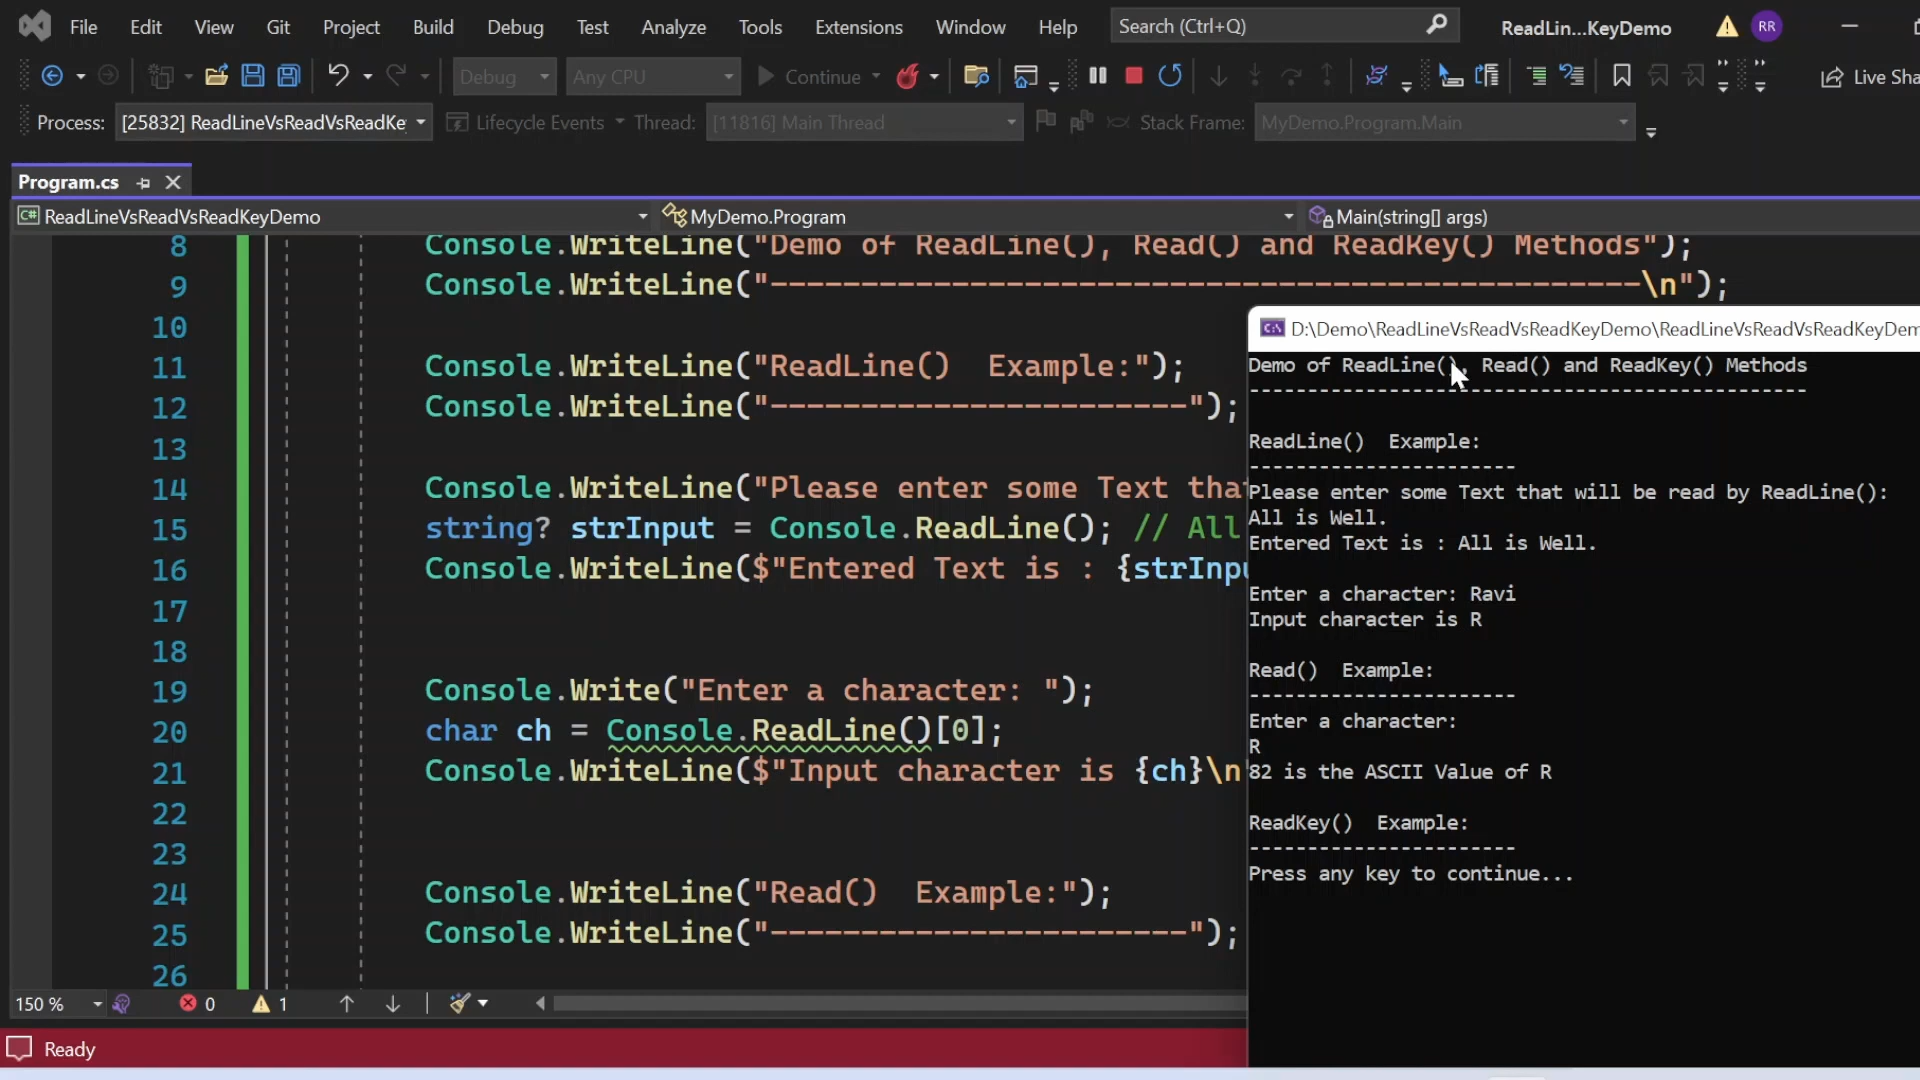 File Edit View Git Project Build Debug Test Analyze Tools Extensions Window Help Search (Ctrl+Q) ReadLin...KeyDemo RR
Debug Any CPU Continue Live Sha
Process: [25832] ReadLineVsReadVsReadKe Lifecycle Events Thread: [11816] Main Thread Stack Frame: MyDemo.Program.Main
Program.cs
C# ReadLineVsReadVsReadKeyDemo MyDemo.Program Main(string[] args)
8 Console.WriteLine("Demo of ReadLine(), Read() and ReadKey() Methods");
9 Console.WriteLine("------------------------------------------------\n");
10
11 Console.WriteLine("ReadLine()  Example:");
12 Console.WriteLine("-----------------------");
13
14 Console.WriteLine("Please enter some Text tha
15 string? strInput = Console.ReadLine(); // All
16 Console.WriteLine($"Entered Text is : {strInpu
17
18
19 Console.Write("Enter a character: ");
20 char ch = Console.ReadLine()[0];
21 Console.WriteLine($"Input character is {ch}\n
22
23
24 Console.WriteLine("Read()  Example:");
25 Console.WriteLine("-----------------------");
26
150 % 0 1
Ready
C:\ D:\Demo\ReadLineVsReadVsReadKeyDemo\ReadLineVsReadVsReadKeyDem
Demo of ReadLine(), Read() and ReadKey() Methods
------------------------------------------------
ReadLine()  Example:
-----------------------
Please enter some Text that will be read by ReadLine():
All is Well.
Entered Text is : All is Well.
Enter a character: Ravi
Input character is R
Read()  Example:
-----------------------
Enter a character:
R
82 is the ASCII Value of R
ReadKey()  Example:
-----------------------
Press any key to continue...